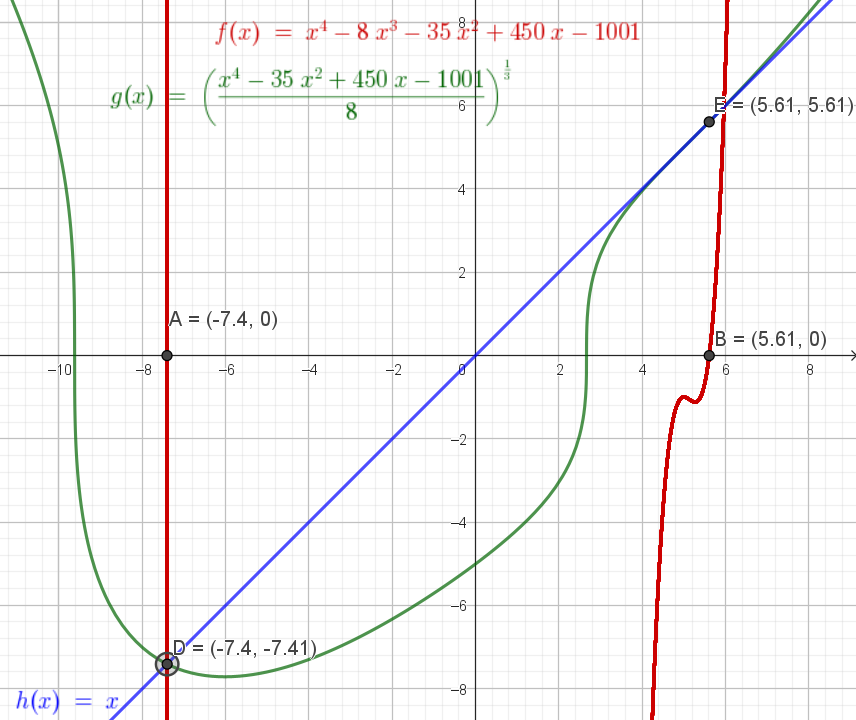 f(x) = x⁴ − 8 x³ − 35 x² + 450 x − 1001
g(x) = ((x⁴ − 35 x² + 450 x − 1001)/8)^(1/3)
8
6
E = (5.61, 5.61)
4
2
A = (-7.4, 0)
B = (5.61, 0)
−10 −8 −6 −4 −2 0 2 4 6 8
−2
−4
−6
D = (-7.4, -7.41)
−8
h(x) = x